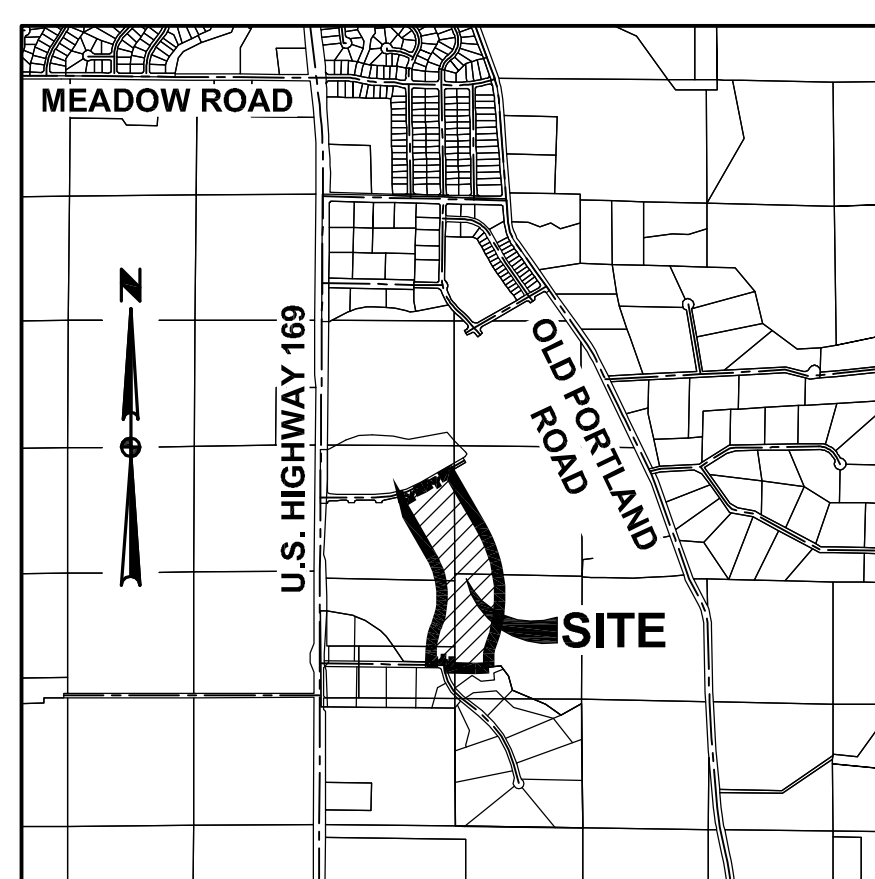 MEADOW ROAD
N
U.S. HIGHWAY 169
OLD PORTLAND
ROAD
SITE